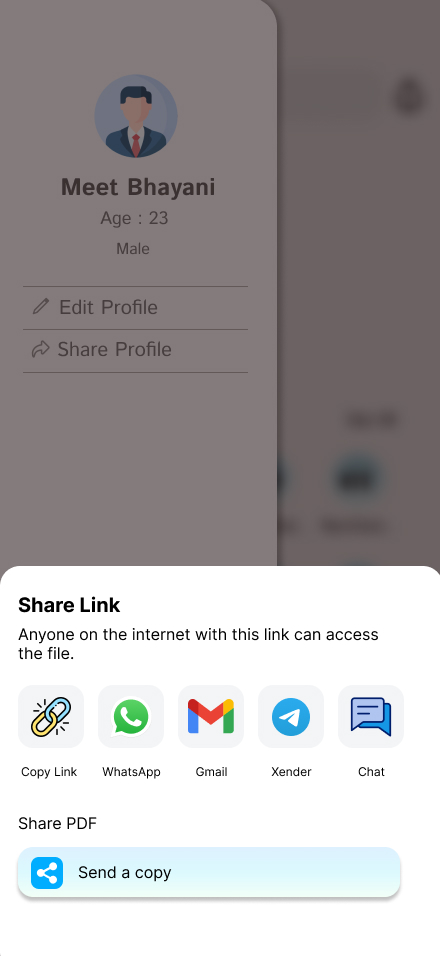 Meet Bhayani
Age : 23
Male
Edit Profile
Share Profile
Share Link
Anyone on the internet with this link can access
the file.
Copy Link
WhatsApp
Gmail
Xender
Chat
Share PDF
Send a copy